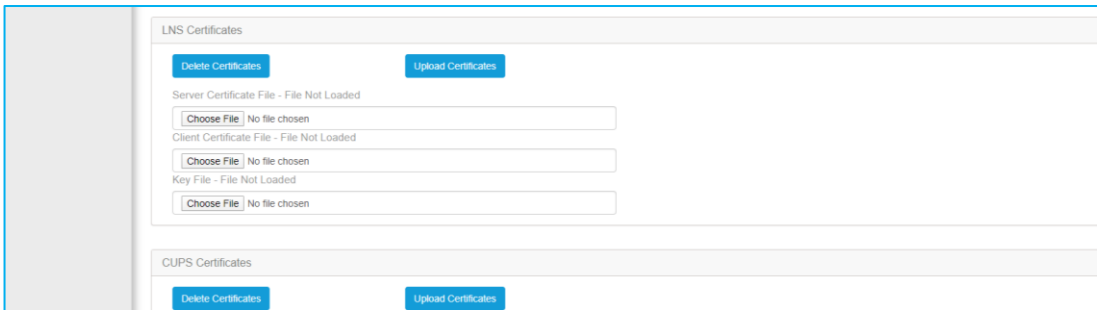 LNS Certificates
Delete Certificates Upload Certificates
Server Certificate File - File Not Loaded
Choose File No file chosen
Client Certificate File - File Not Loaded
Choose File No file chosen
Key File - File Not Loaded
Choose File No file chosen
CUPS Certificates
Delete Certificates Upload Certificates